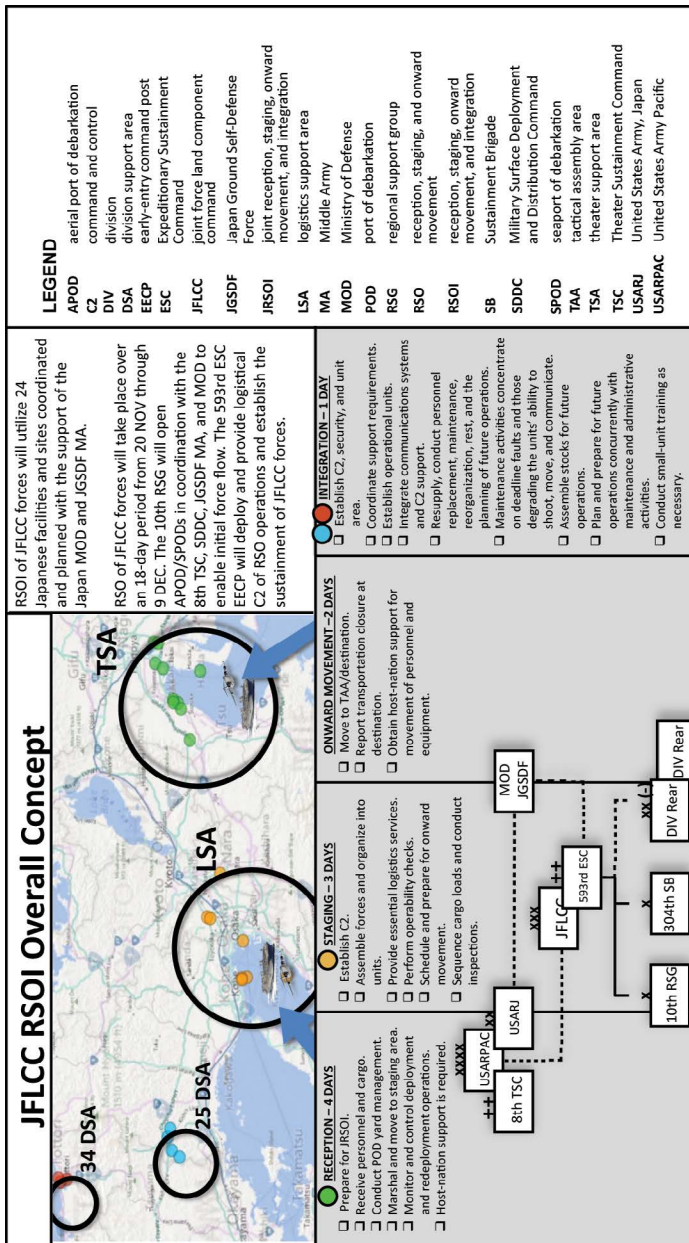 JFLCC RSOI Overall Concept
34 DSA
25 DSA
LSA
TSA
RSOI of JFLCC forces will utilize 24
Japanese facilities and sites coordinated
and planned with the support of the
Japan MOD and JGSDF MA.
RSO of JFLCC forces will take place over
an 18-day period from 20 NOV through
9 DEC. The 10th RSG will open
APOD/SPODs in coordination with the
8th TSC, SDDC, JGSDF MA, and MOD to
enable initial force flow. The 593rd ESC
EECP will deploy and provide logistical
C2 of RSO operations and establish the
sustainment of JFLCC forces.
RECEPTION – 4 DAYS
Prepare for JRSOI.
Receive personnel and cargo.
Conduct POD yard management.
Marshal and move to staging area.
Monitor and control deployment
and redeployment operations.
Host-nation support is required.
STAGING – 3 DAYS
Establish C2.
Assemble forces and organize into
units.
Provide essential logistics services.
Perform operability checks.
Schedule and prepare for onward
movement.
Sequence cargo loads and conduct
inspections.
ONWARD MOVEMENT –2 DAYS
Move to TAA/destination.
Report transportation closure at
destination.
Obtain host-nation support for
movement of personnel and
equipment.
INTEGRATION – 1 DAY
Establish C2, security, and unit
area.
Coordinate support requirements.
Establish operational units.
Integrate communications systems
and C2 support.
Resupply, conduct personnel
replacement, maintenance,
reorganization, rest, and the
planning of future operations.
Maintenance activities concentrate
on deadline faults and those
degrading the units' ability to
shoot, move, and communicate.
Assemble stocks for future
operations.
Plan and prepare for future
operations concurrently with
maintenance and administrative
activities.
Conduct small-unit training as
necessary.
XXXX
USARPAC
++
8th TSC
XX
USARJ
MOD
JGSDF
XXX
JFLCC
++
593rd ESC
X
10th RSG
X
304th SB
XX (-)
DIV Rear
DIV Rear
LEGEND
APOD aerial port of debarkation
C2 command and control
DIV division
DSA division support area
EECP early-entry command post
ESC Expeditionary Sustainment
Command
JFLCC joint force land component
command
JGSDF Japan Ground Self-Defense
Force
JRSOI joint reception, staging, onward
movement, and integration
LSA logistics support area
MA Middle Army
MOD Ministry of Defense
POD port of debarkation
RSG regional support group
RSO reception, staging, and onward
movement
RSOI reception, staging, onward
movement, and integration
SB Sustainment Brigade
SDDC Military Surface Deployment
and Distribution Command
SPOD seaport of debarkation
TAA tactical assembly area
TSA theater support area
TSC Theater Sustainment Command
USARJ United States Army, Japan
USARPAC United States Army Pacific